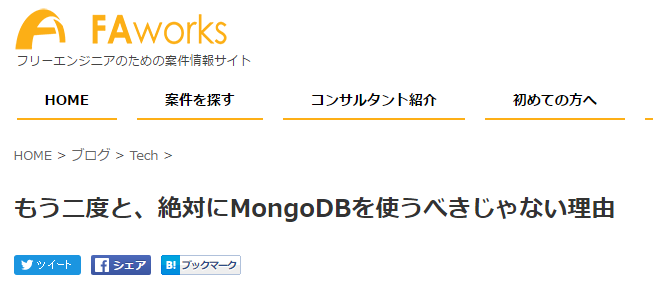 FAworks
フリーエンジニアのための案件情報サイト
HOME 案件を探す コンサルタント紹介 初めての方へ
HOME > ブログ > Tech >
もう二度と、絶対にMongoDBを使うべきじゃない理由
ツイート シェア B! ブックマーク